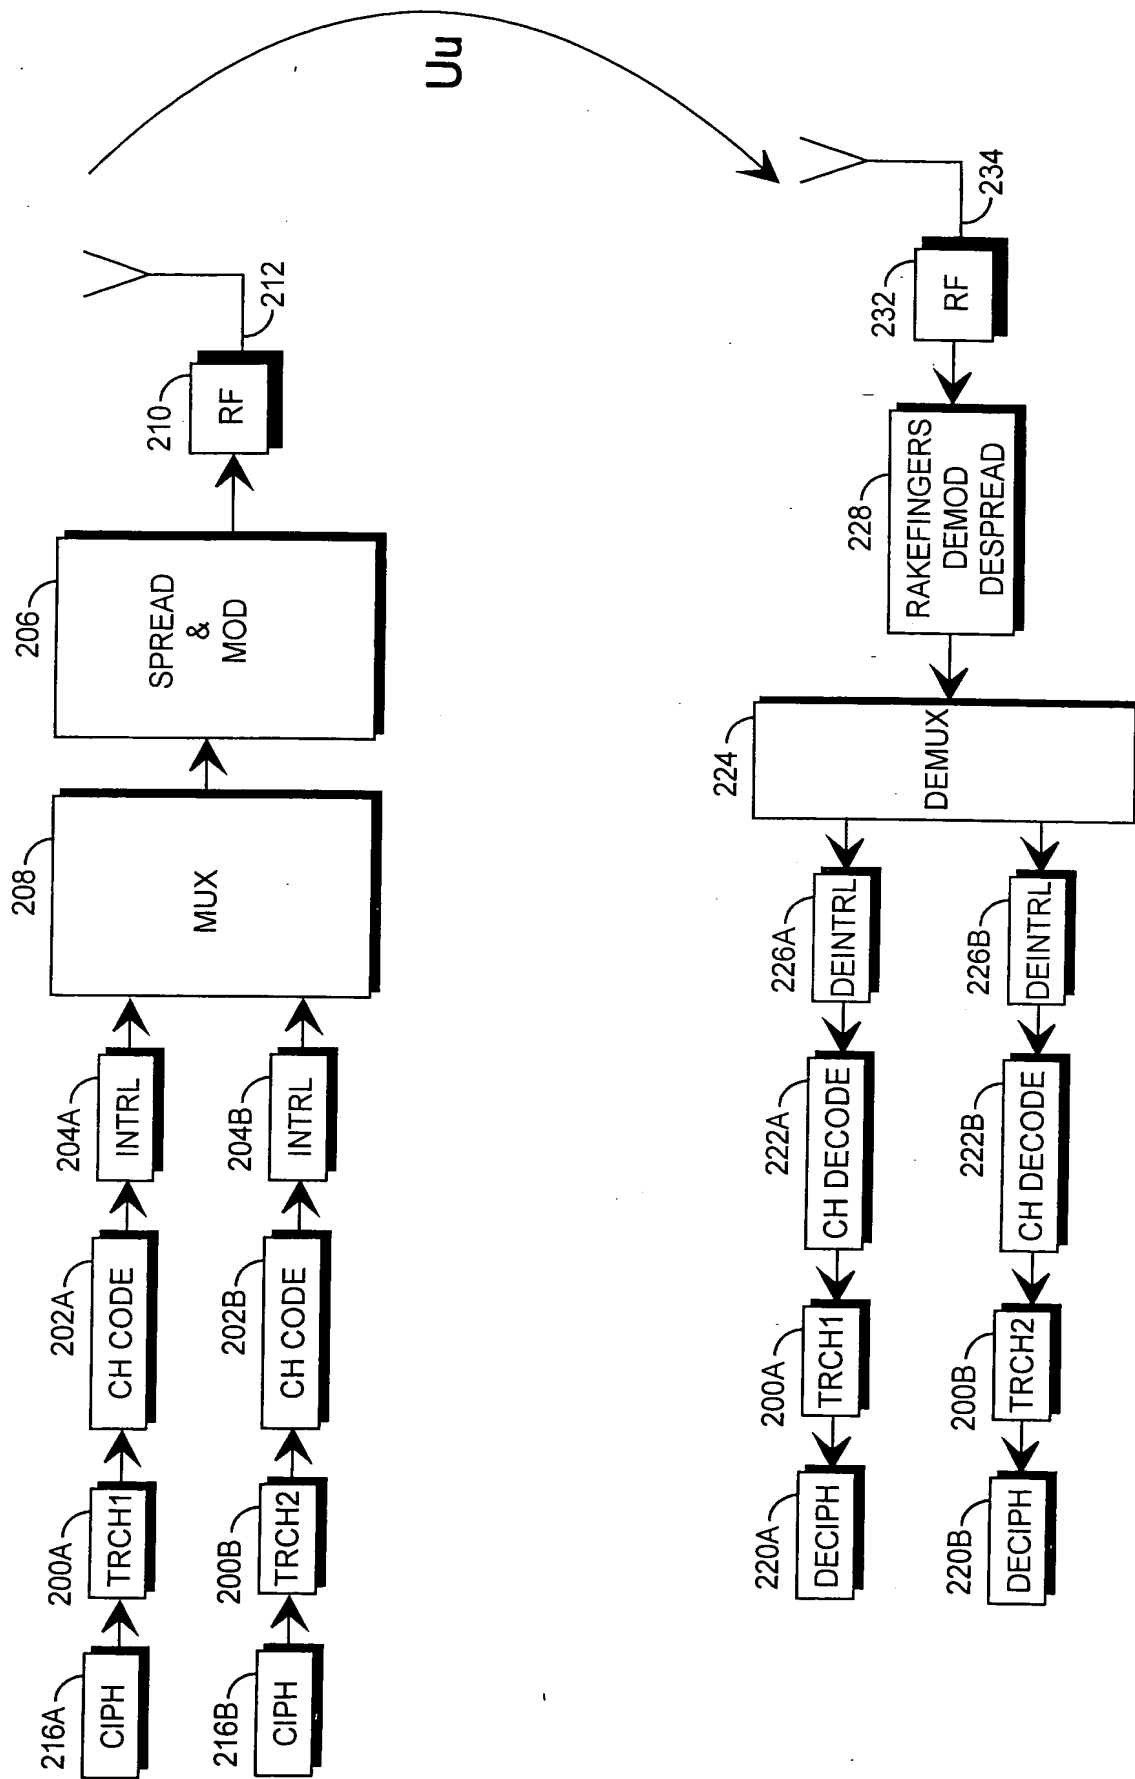 216A
CIPH
200A
TRCH1
202A
CH CODE
204A
INTRL
216B
CIPH
200B
TRCH2
202B
CH CODE
204B
INTRL
208
MUX
206
SPREAD
&
MOD
210
RF
212
Uu
234
232
RF
228
RAKEFINGERS
DEMOD
DESPREAD
224
DEMUX
226A
DEINTRL
222A
CH DECODE
200A
TRCH1
220A
DECIPH
226B
DEINTRL
222B
CH DECODE
200B
TRCH2
220B
DECIPH